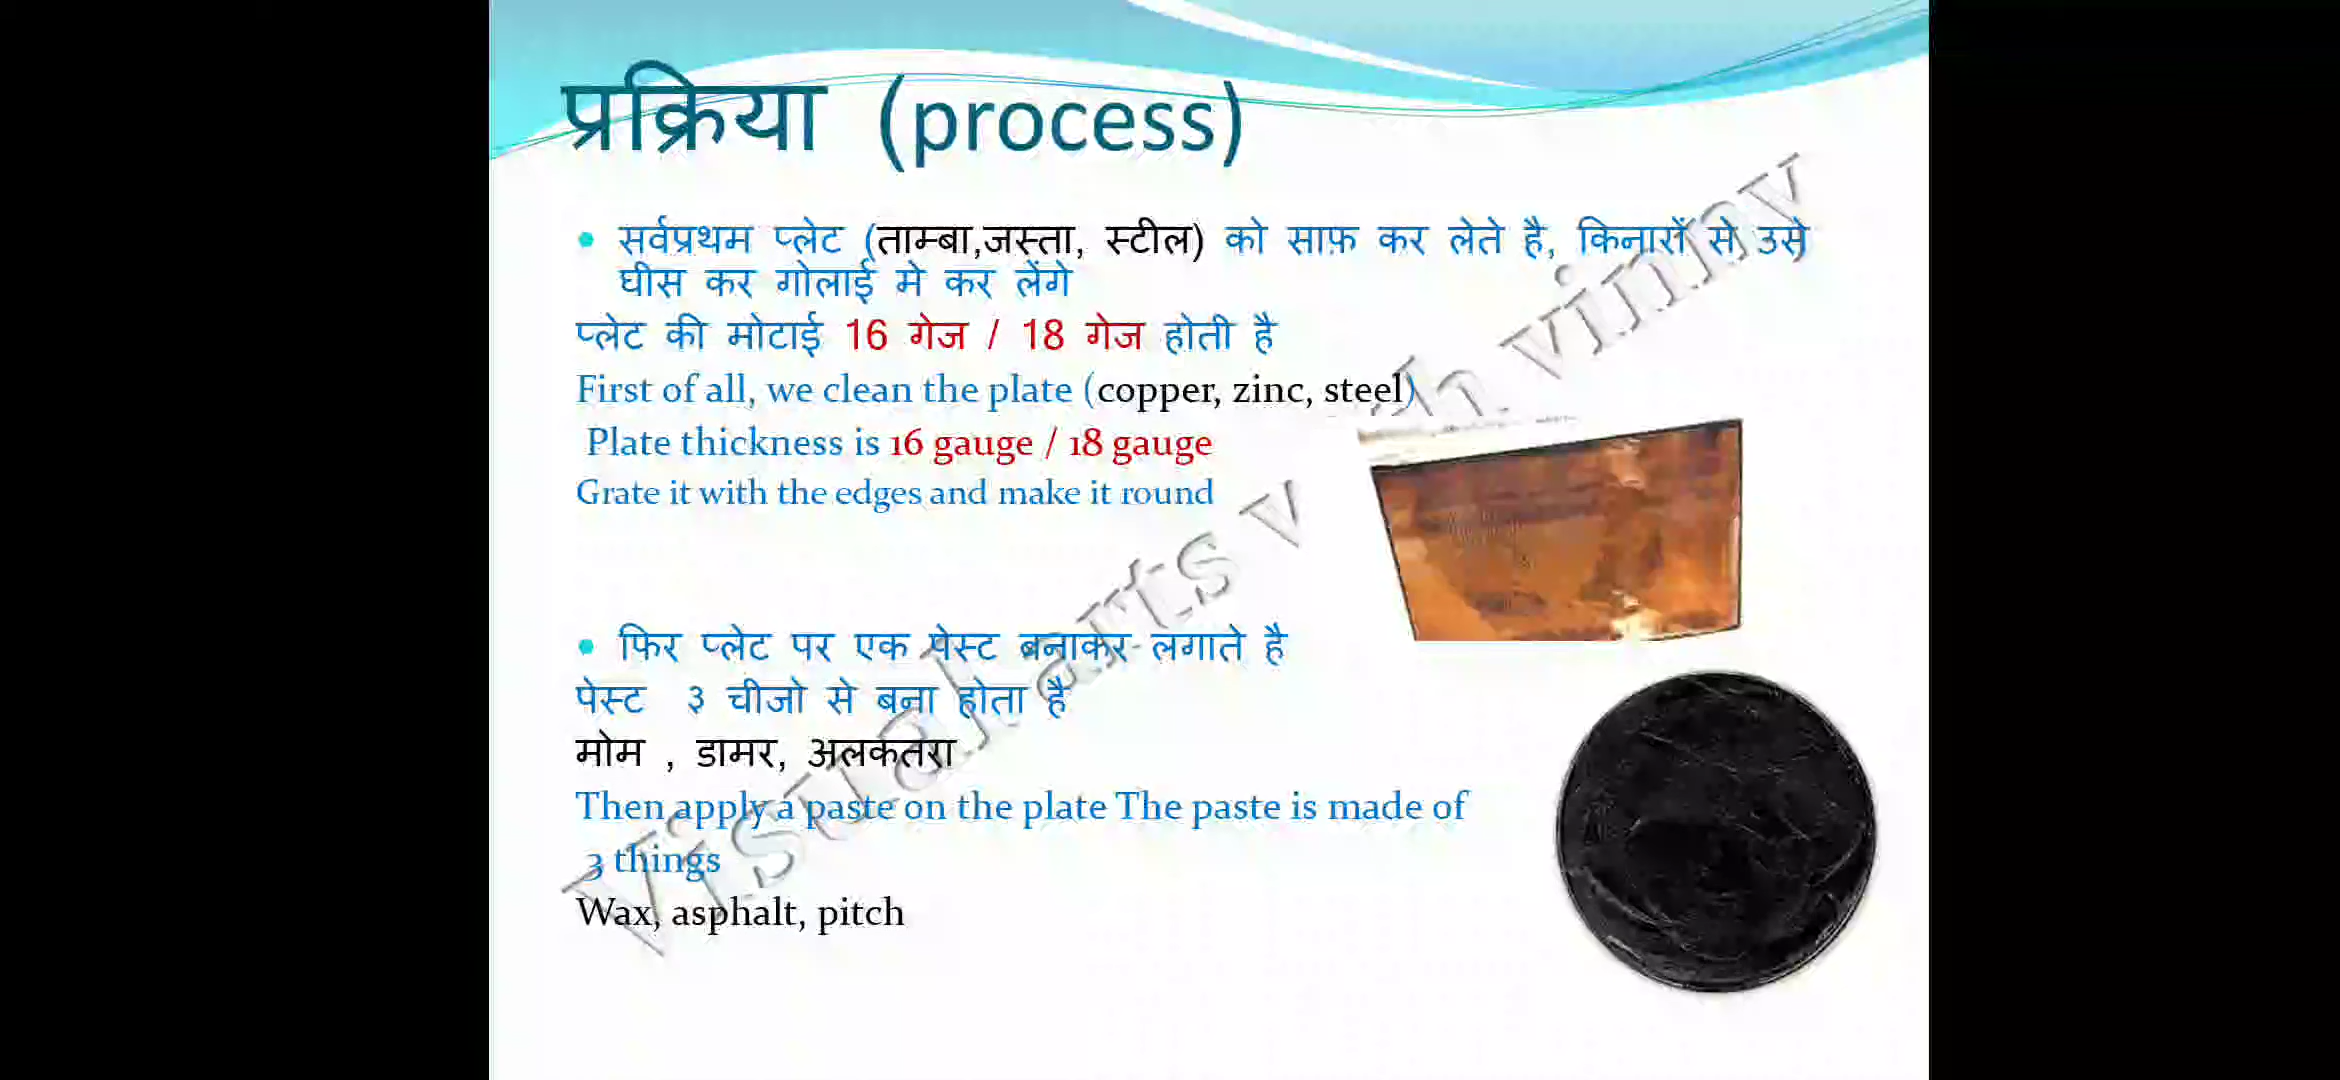 प्रक्रिया (process)
सर्वप्रथम प्लेट (ताम्बा,जस्ता, स्टील) को साफ़ कर लेते है, किनारों से उसे
घीस कर गोलाई मे कर लेंगे
प्लेट की मोटाई 16 गेज / 18 गेज होती है
First of all, we clean the plate (copper, zinc, steel)
Plate thickness is 16 gauge / 18 gauge
Grate it with the edges and make it round
फिर प्लेट पर एक पेस्ट बनाकर लगाते है
पेस्ट ३ चीजो से बना होता है
मोम , डामर, अलकतरा
Then apply a paste on the plate The paste is made of
3 things
Wax, asphalt, pitch
Visual arts v
vinny